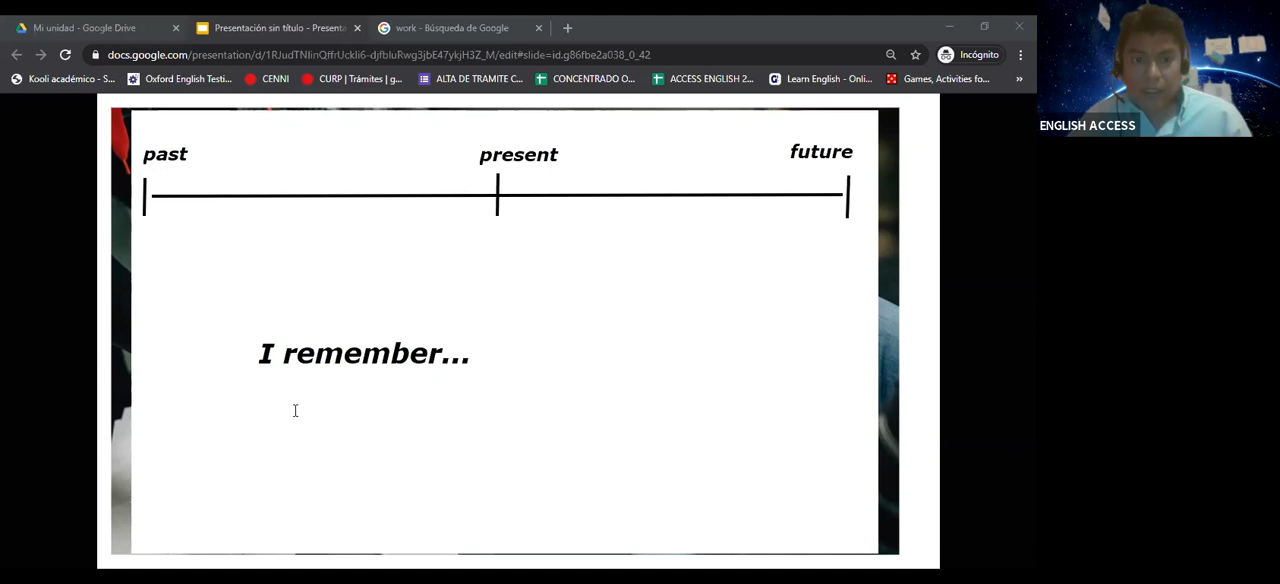 Mi unidad - Google Drive
Presentación sin título - Presenta
work - Búsqueda de Google
docs.google.com/presentation/d/1RJudTNIinQffrUckIi6-djfbIuRwg3jbE47ykjH3Z_M/edit#slide=id.g86fbe2a038_0_42
Incógnito
Kooli académico - S...
Oxford English Testi...
CENNI
CURP | Trámites | g...
ALTA DE TRAMITE C...
CONCENTRADO O...
ACCESS ENGLISH 2...
Learn English - Onli...
Games, Activities fo...
»
ENGLISH ACCESS
past
present
future
I remember...